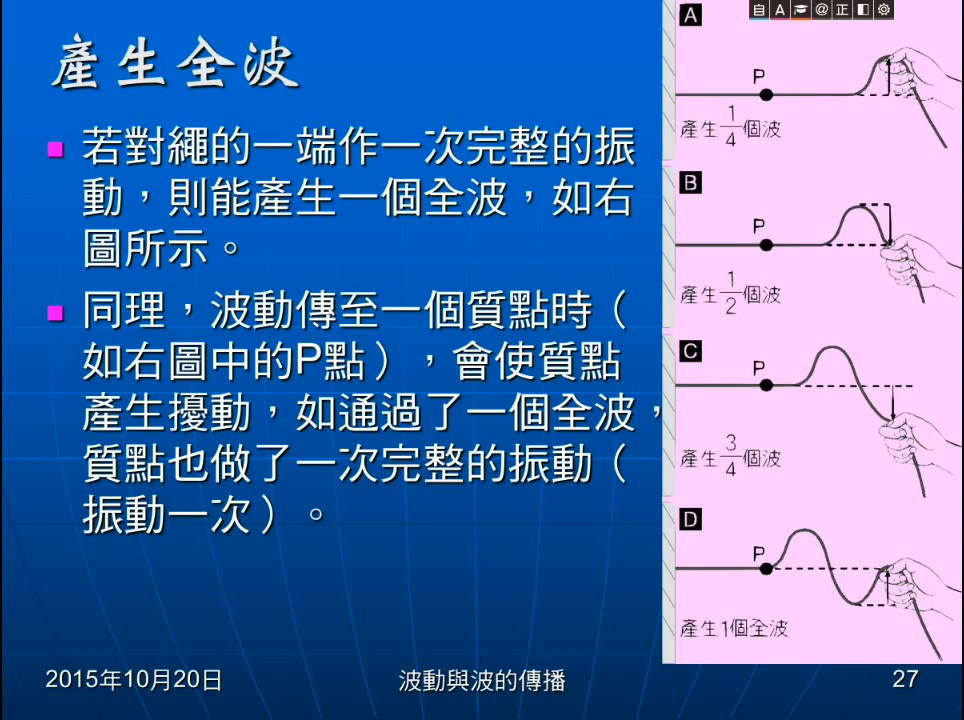 產生全波
若對繩的一端作一次完整的振
動，則能產生一個全波，如右
圖所示。
同理，波動傳至一個質點時（
如右圖中的P點），會使質點
產生擾動，如通過了一個全波，
質點也做了一次完整的振動（
振動一次）。
自 A @ 正
A
P
產生1/4個波
B
P
產生1/2個波
C
P
產生3/4個波
D
P
產生1個全波
2015年10月20日
波動與波的傳播
27